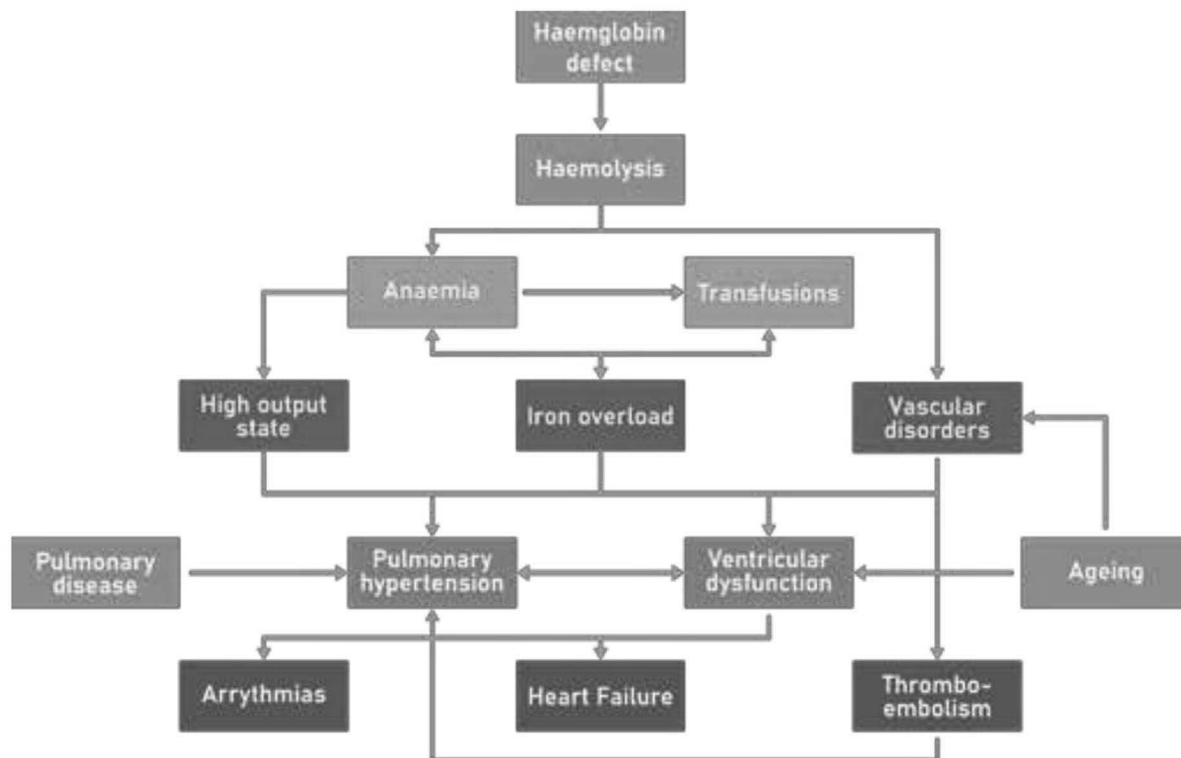 Haemglobin
defect
Haemolysis
Anaemia
Transfusions
High output
state
Iron overload
Vascular
disorders
Pulmonary
disease
Pulmonary
hypertension
Ventricular
dysfunction
Ageing
Arrythmias
Heart Failure
Thrombo-
embolism